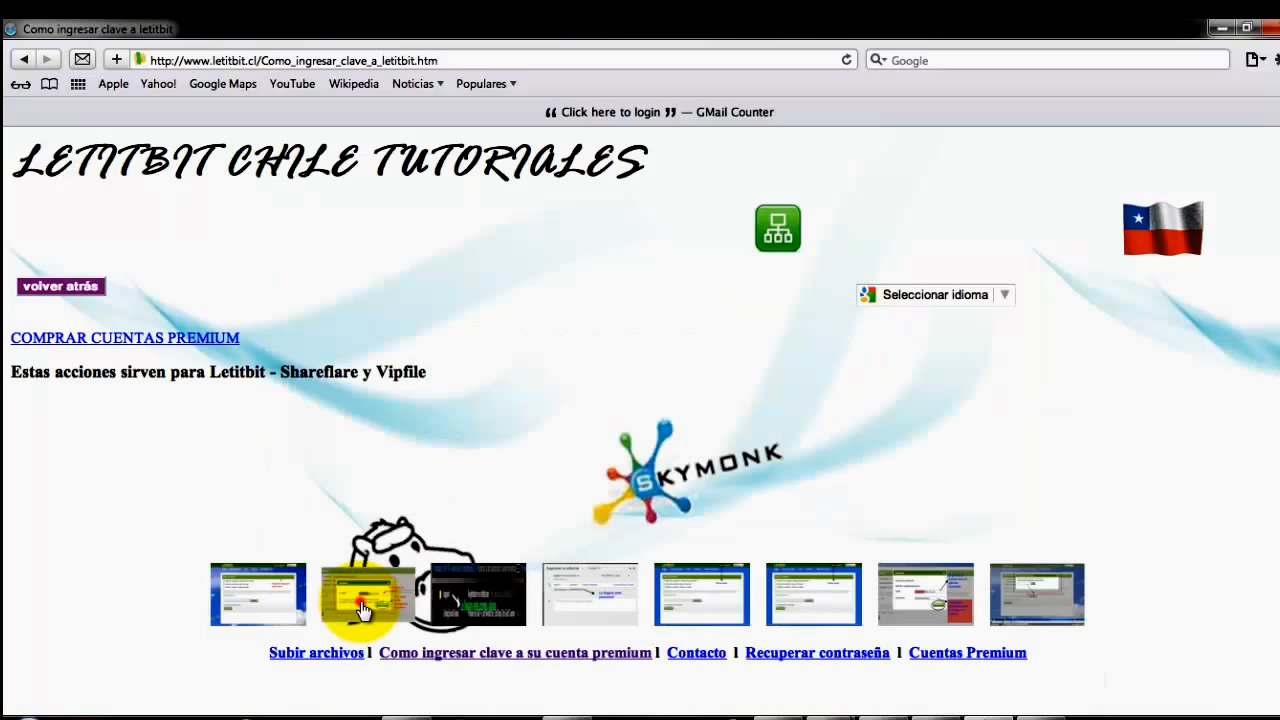 Como ingresar clave a letitbit
http://www.letitbit.cl/Como_ingresar_clave_a_letitbit.htm
Google
Apple Yahoo! Google Maps YouTube Wikipedia Noticias Populares
❝ Click here to login ❞ — GMail Counter
LETITBIT CHILE TUTORIALES
volver atrás
Seleccionar idioma
COMPRAR CUENTAS PREMIUM
Estas acciones sirven para Letitbit - Shareflare y Vipfile
SKYMONK
Subir archivos l Como ingresar clave a su cuenta premium l Contacto l Recuperar contraseña l Cuentas Premium